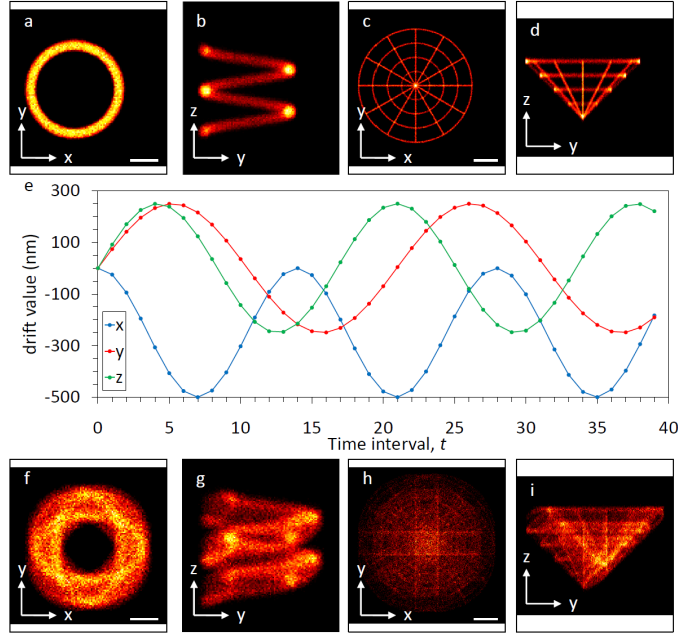 a
y
x
b
z
y
c
y
x
d
z
y
e
drift value (nm)
300
100
-100
-300
-500
x
y
z
0
5
10
15
20
25
30
35
40
Time interval, t
f
y
x
g
z
y
h
y
x
i
z
y